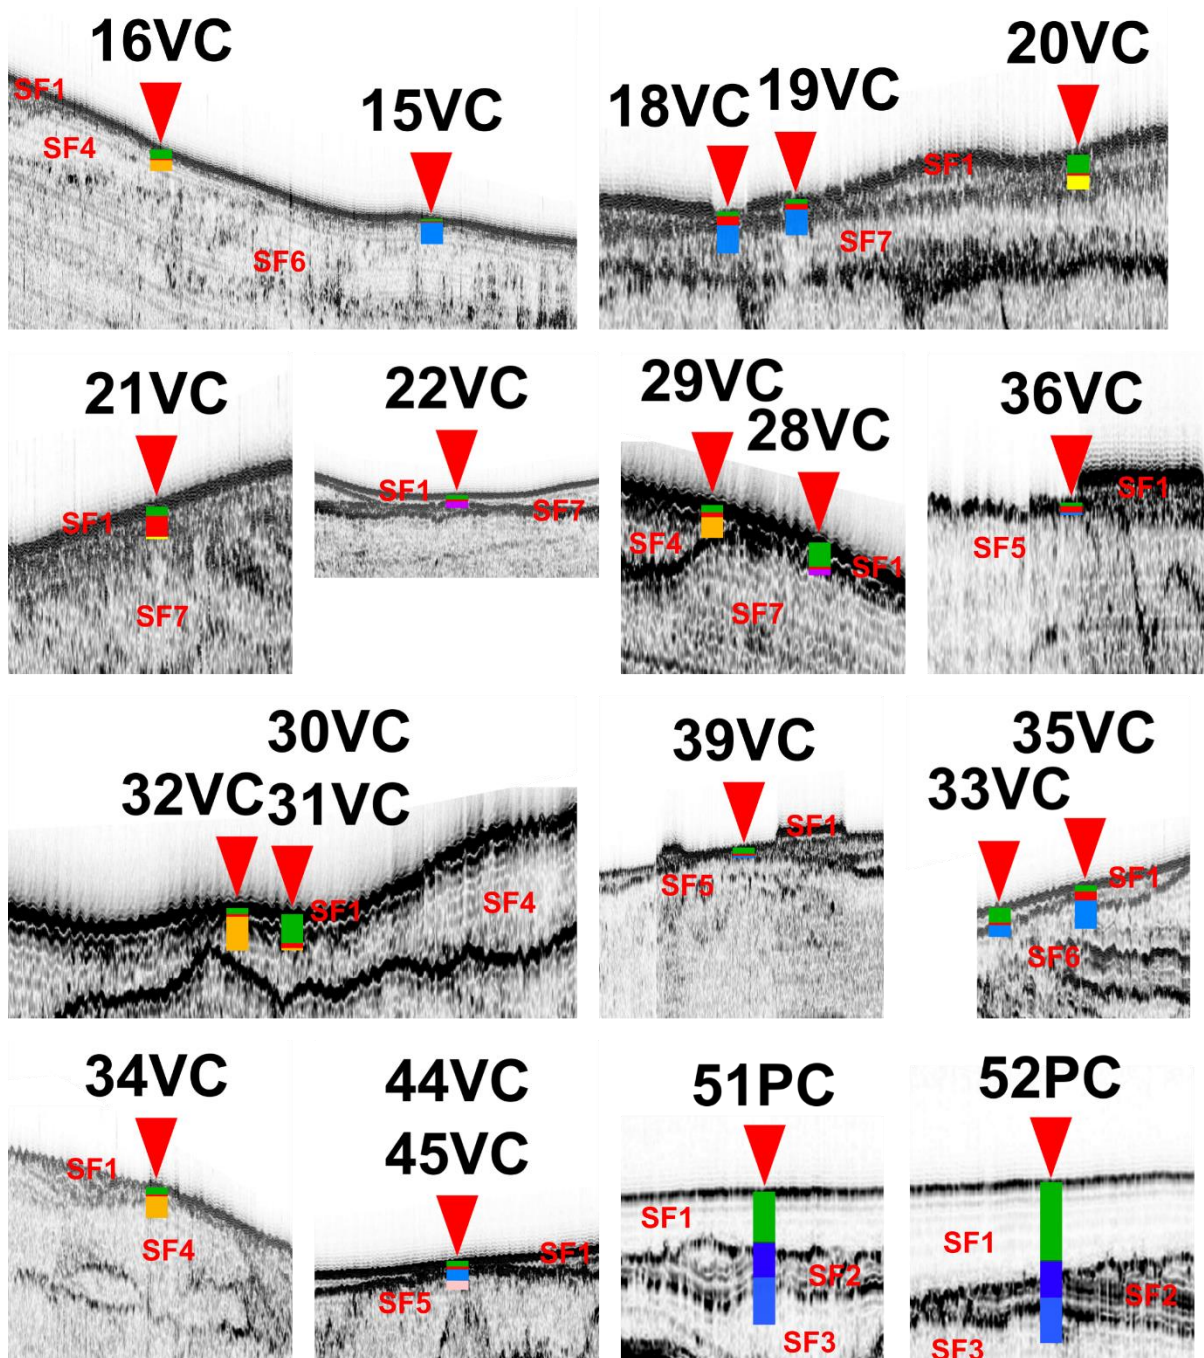 16VC
15VC
SF1
SF4
SF6
18VC
19VC
20VC
SF1
SF7
21VC
SF1
SF7
22VC
SF1
SF7
29VC
28VC
SF4
SF1
SF7
36VC
SF1
SF5
30VC
32VC
31VC
SF1
SF4
39VC
SF1
SF5
35VC
33VC
SF1
SF6
34VC
SF1
SF4
44VC
45VC
SF1
SF5
51PC
SF1
SF2
SF3
52PC
SF1
SF2
SF3